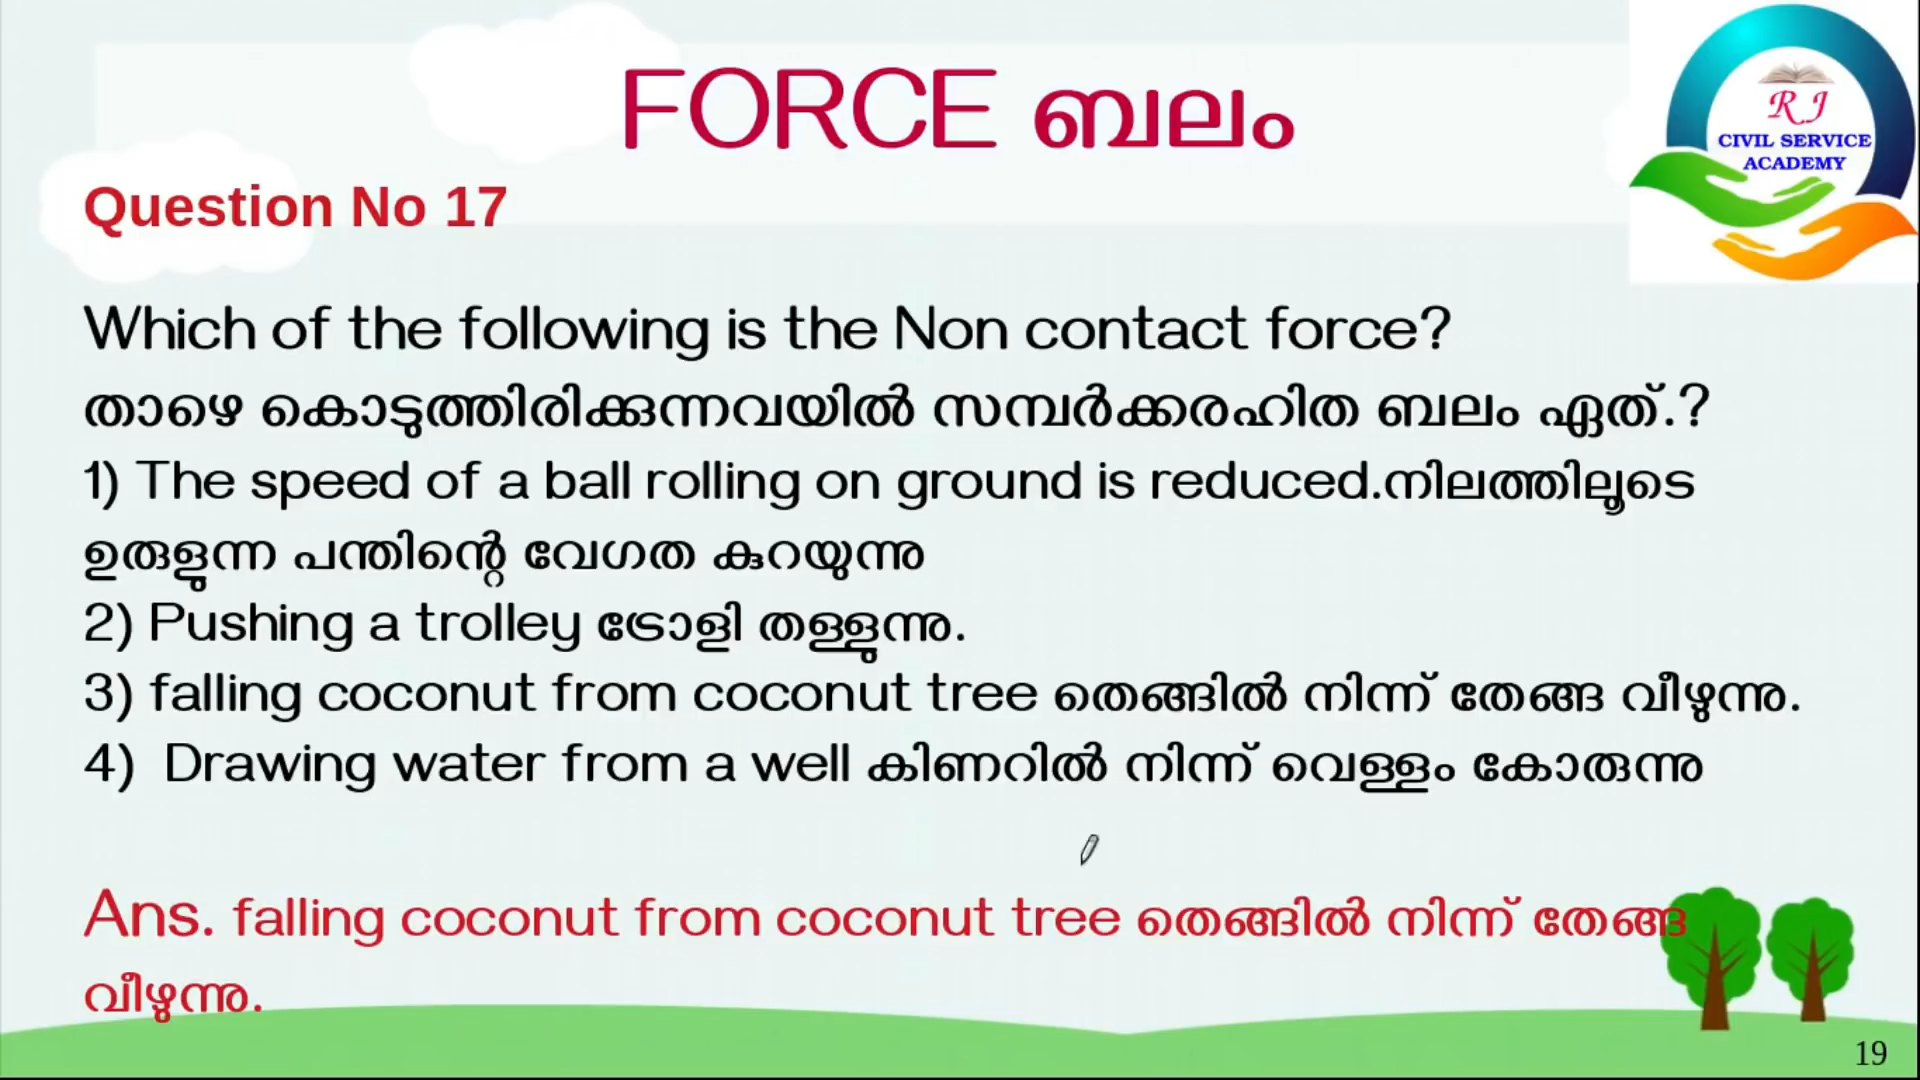 FORCE ബലം
R J
CIVIL SERVICE
ACADEMY
Question No 17
Which of the following is the Non contact force?
താഴെ കൊടുത്തിരിക്കുന്നവയിൽ സമ്പർക്കരഹിത ബലം ഏത്.?
1) The speed of a ball rolling on ground is reduced.നിലത്തിലൂടെ
ഉരുളുന്ന പന്തിന്റെ വേഗത കുറയുന്നു
2) Pushing a trolley ട്രോളി തള്ളുന്നു.
3) falling coconut from coconut tree തെങ്ങിൽ നിന്ന് തേങ്ങ വീഴുന്നു.
4) Drawing water from a well കിണറിൽ നിന്ന് വെള്ളം കോരുന്നു
Ans. falling coconut from coconut tree തെങ്ങിൽ നിന്ന് തേങ്ങ
വീഴുന്നു.
19